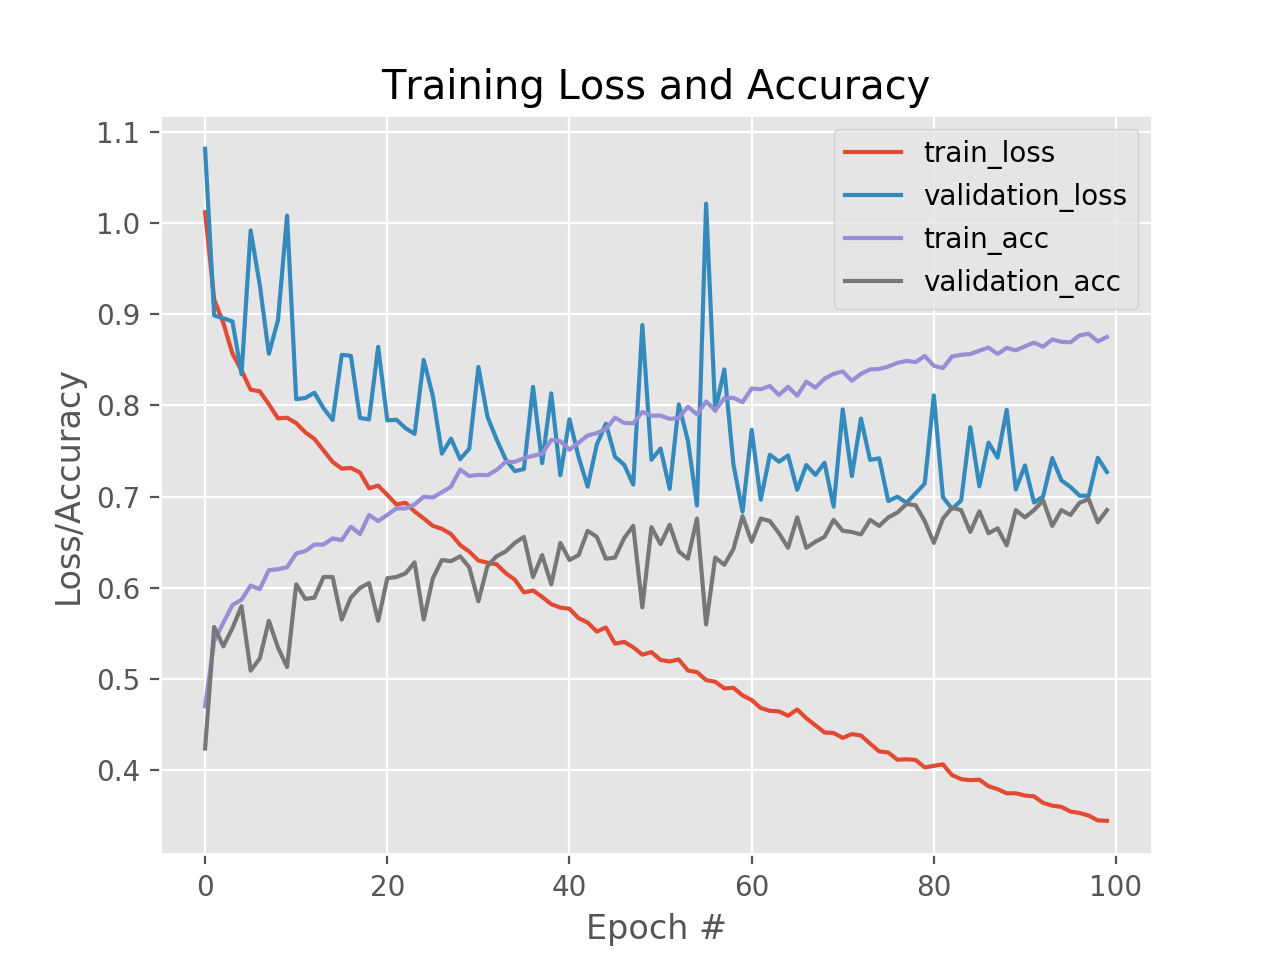 Training Loss and Accuracy
train_loss
validation_loss
train_acc
validation_acc
1.1
1.0
0.9
0.8
0.7
0.6
0.5
0.4
Loss/Accuracy
0 20 40 60 80 100
Epoch #